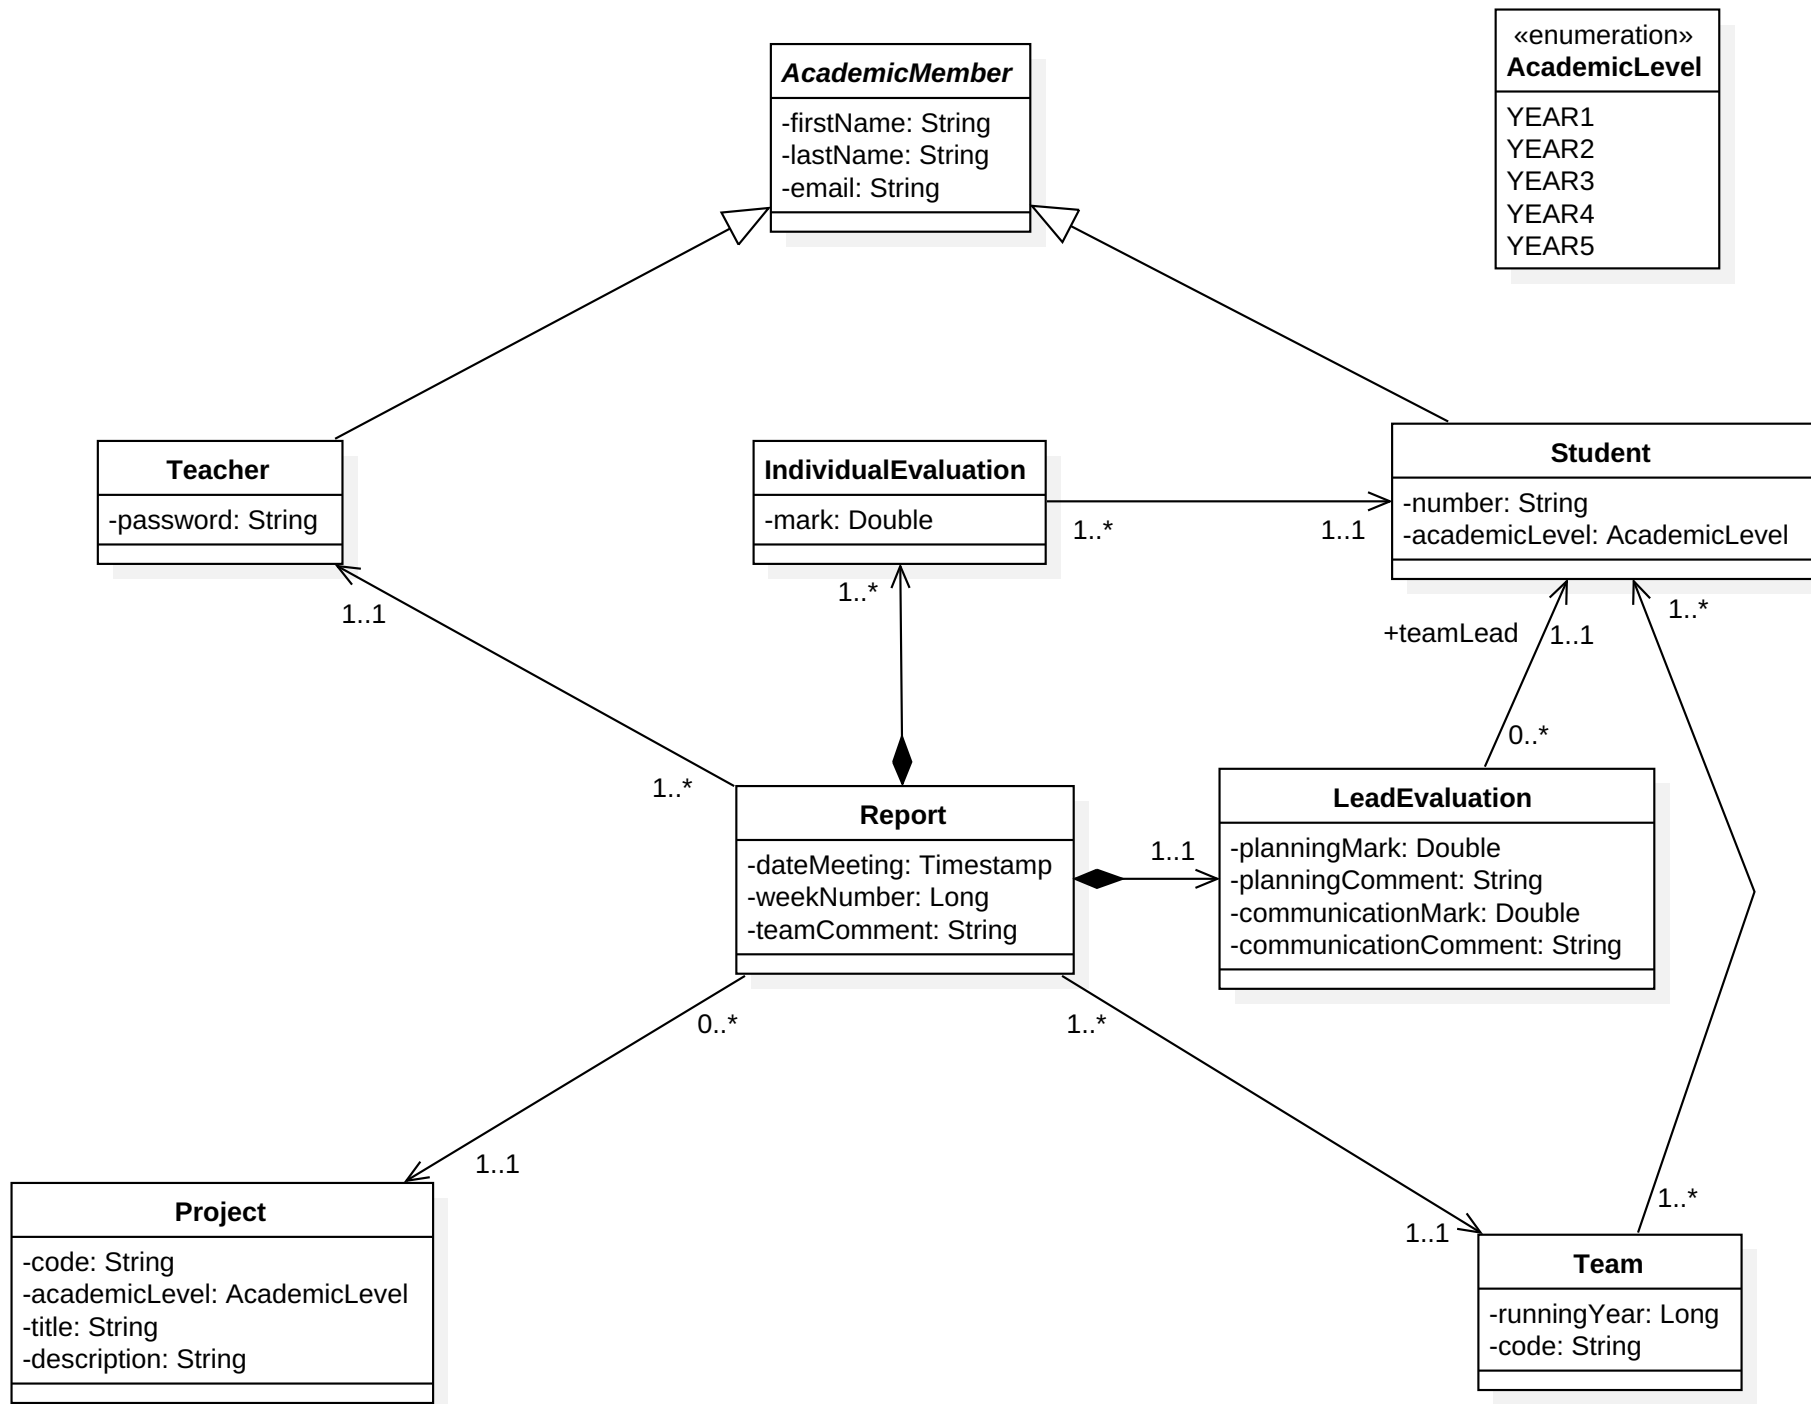 «enumeration»
AcademicLevel
YEAR1
YEAR2
YEAR3
YEAR4
YEAR5
AcademicMember
-firstName: String
-lastName: String
-email: String
Teacher
-password: String
IndividualEvaluation
-mark: Double
Student
-number: String
-academicLevel: AcademicLevel
1..*
1..1
1..*
1..1
+teamLead
1..1
1..*
0..*
1..*
Report
-dateMeeting: Timestamp
-weekNumber: Long
-teamComment: String
1..1
LeadEvaluation
-planningMark: Double
-planningComment: String
-communicationMark: Double
-communicationComment: String
0..*
1..*
1..1
1..1
1..*
Project
-code: String
-academicLevel: AcademicLevel
-title: String
-description: String
Team
-runningYear: Long
-code: String